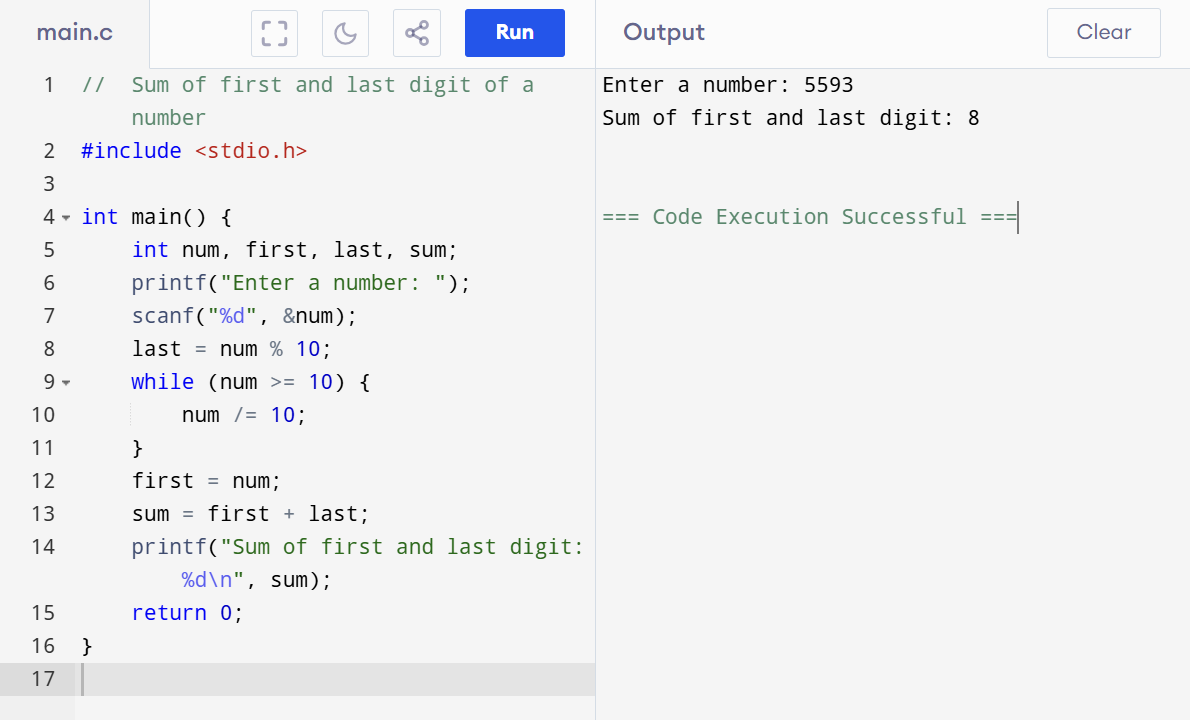 main.c
Run
Output
Clear
1 //  Sum of first and last digit of a
number
2 #include <stdio.h>
3
4 int main() {
5     int num, first, last, sum;
6     printf("Enter a number: ");
7     scanf("%d", &num);
8     last = num % 10;
9     while (num >= 10) {
10         num /= 10;
11     }
12     first = num;
13     sum = first + last;
14     printf("Sum of first and last digit:
%d\n", sum);
15     return 0;
16 }
17
Enter a number: 5593
Sum of first and last digit: 8
=== Code Execution Successful ===